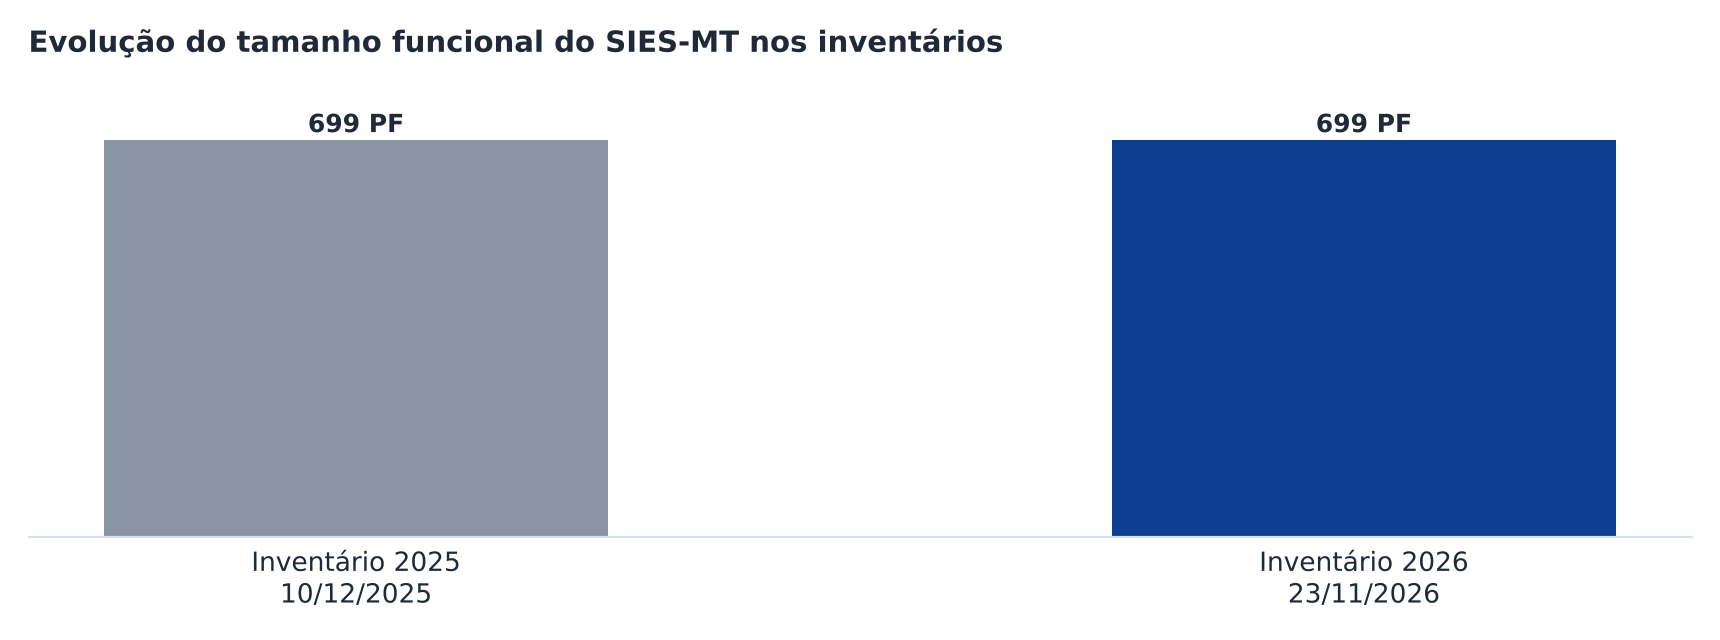 Evolução do tamanho funcional do SIES-MT nos inventários
699 PF
699 PF
Inventário 2025
10/12/2025
Inventário 2026
23/11/2026